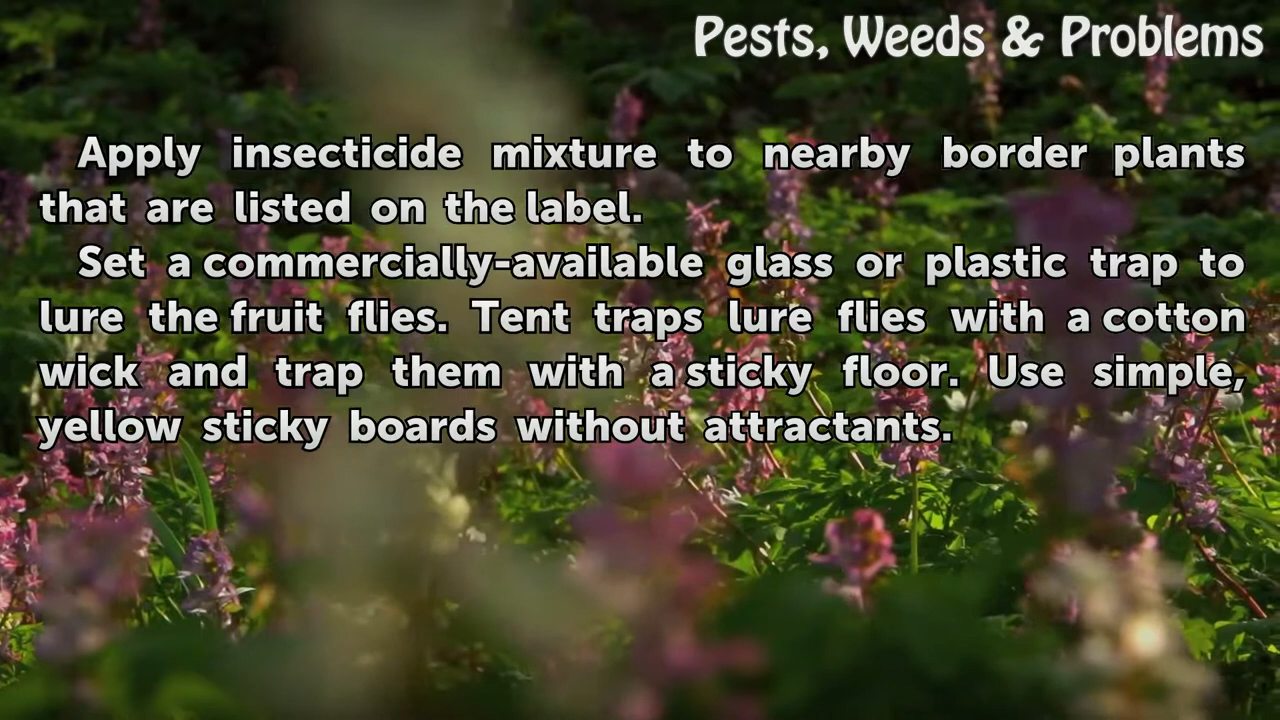 Pests, Weeds & Problems
Apply insecticide mixture to nearby border plants
that are listed on the label.
Set a commercially-available glass or plastic trap to
lure the fruit flies. Tent traps lure flies with a cotton
wick and trap them with a sticky floor. Use simple,
yellow sticky boards without attractants.